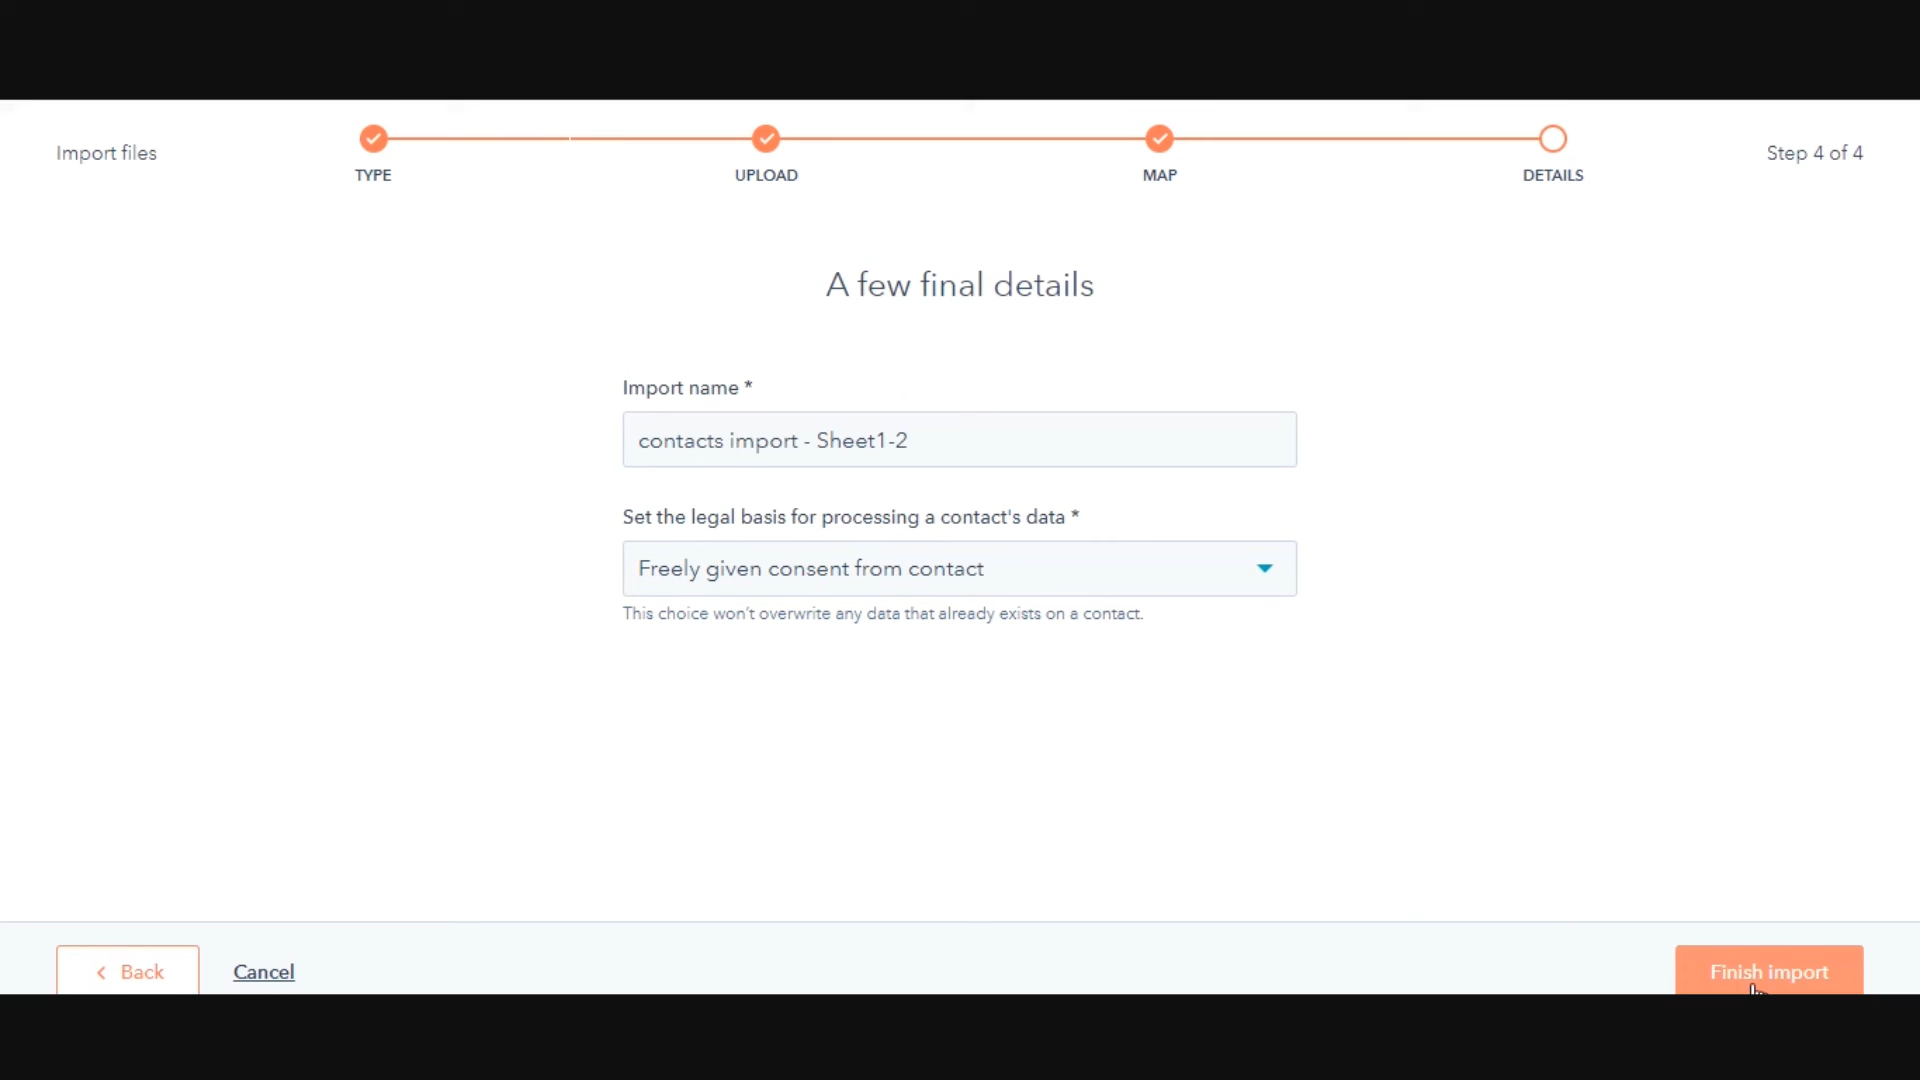 Import files
TYPE
UPLOAD
MAP
DETAILS
Step 4 of 4
A few final details
Import name *
contacts import - Sheet1-2
Set the legal basis for processing a contact's data *
Freely given consent from contact
This choice won't overwrite any data that already exists on a contact.
Back
Cancel
Finish import